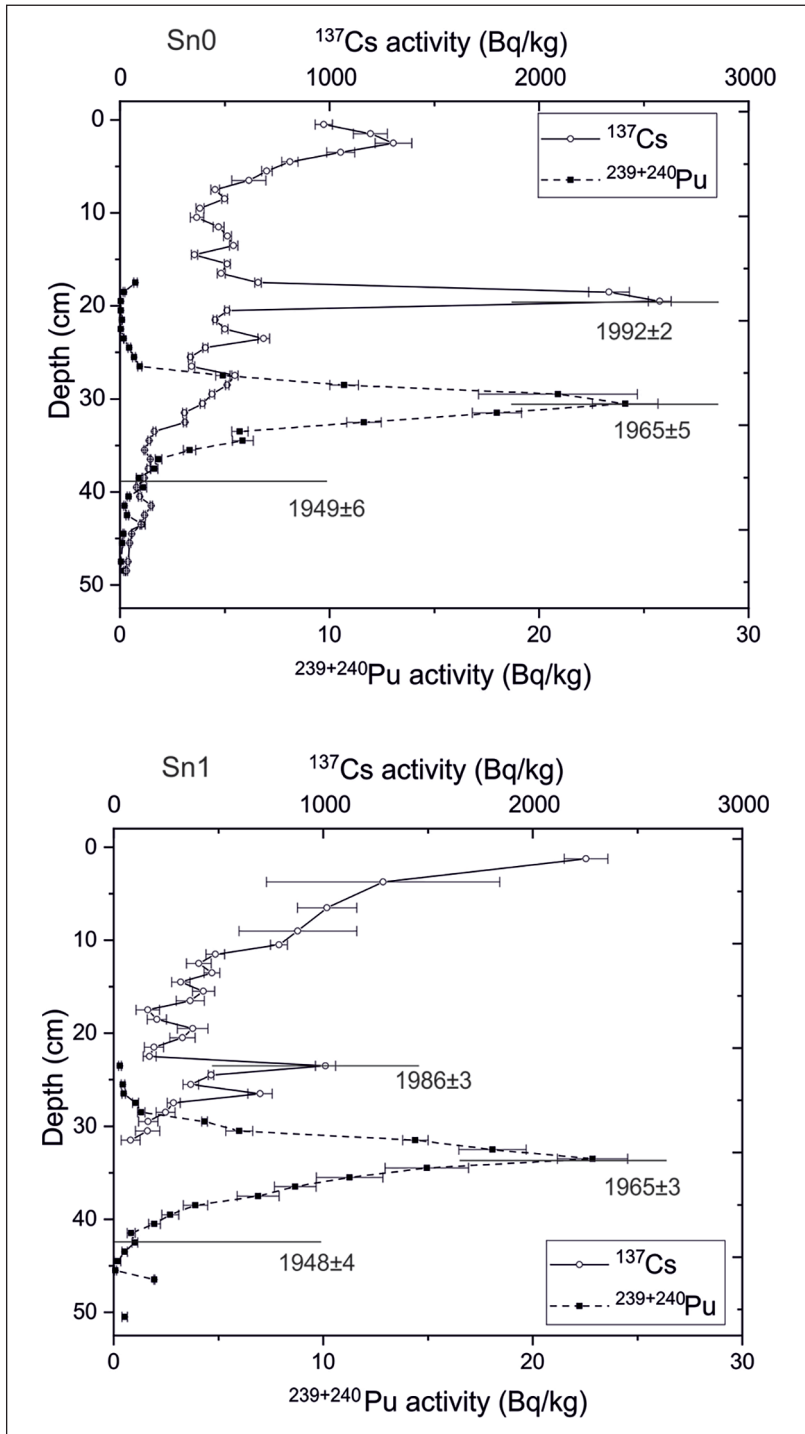 Sn0
137Cs activity (Bq/kg)
0 1000 2000 3000
0
10
20
30
40
50
Depth (cm)
137Cs
239+240Pu
1992±2
1965±5
1949±6
0 10 20 30
239+240Pu activity (Bq/kg)
Sn1
137Cs activity (Bq/kg)
0 1000 2000 3000
0
10
20
30
40
50
Depth (cm)
1986±3
1965±3
1948±4
137Cs
239+240Pu
0 10 20 30
239+240Pu activity (Bq/kg)